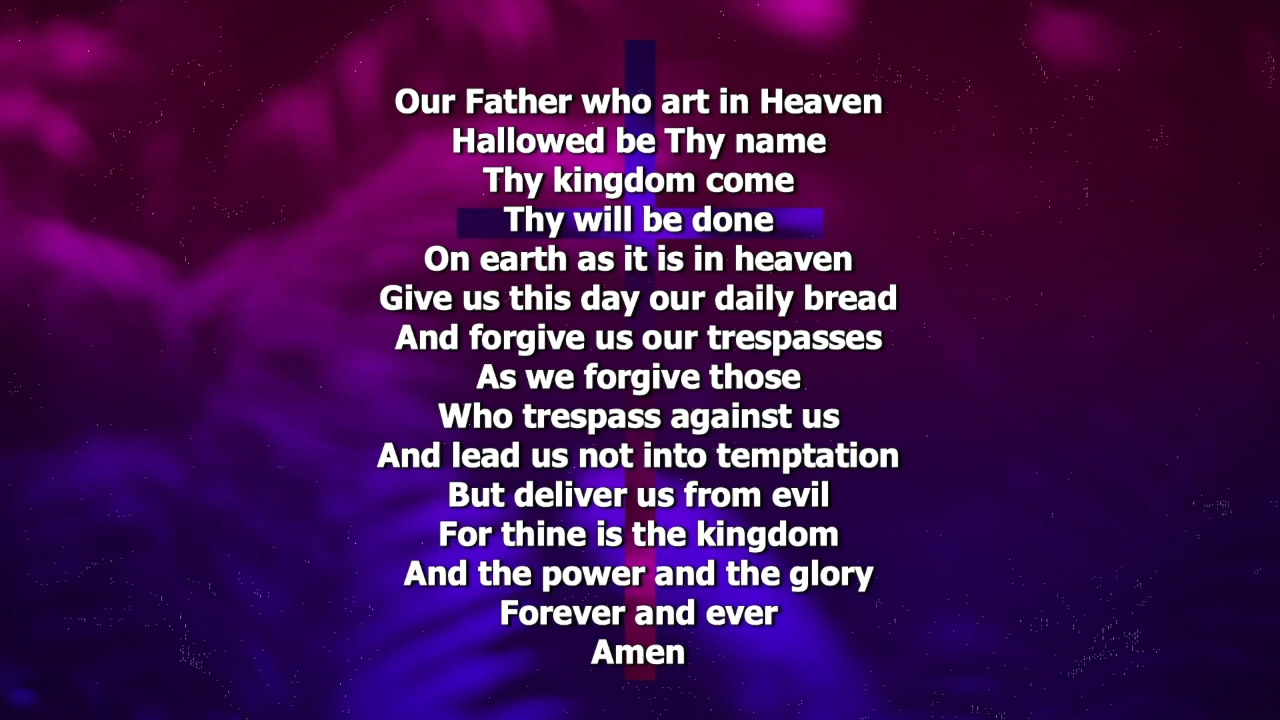 Our Father who art in Heaven
Hallowed be Thy name
Thy kingdom come
Thy will be done
On earth as it is in heaven
Give us this day our daily bread
And forgive us our trespasses
As we forgive those
Who trespass against us
And lead us not into temptation
But deliver us from evil
For thine is the kingdom
And the power and the glory
Forever and ever
Amen